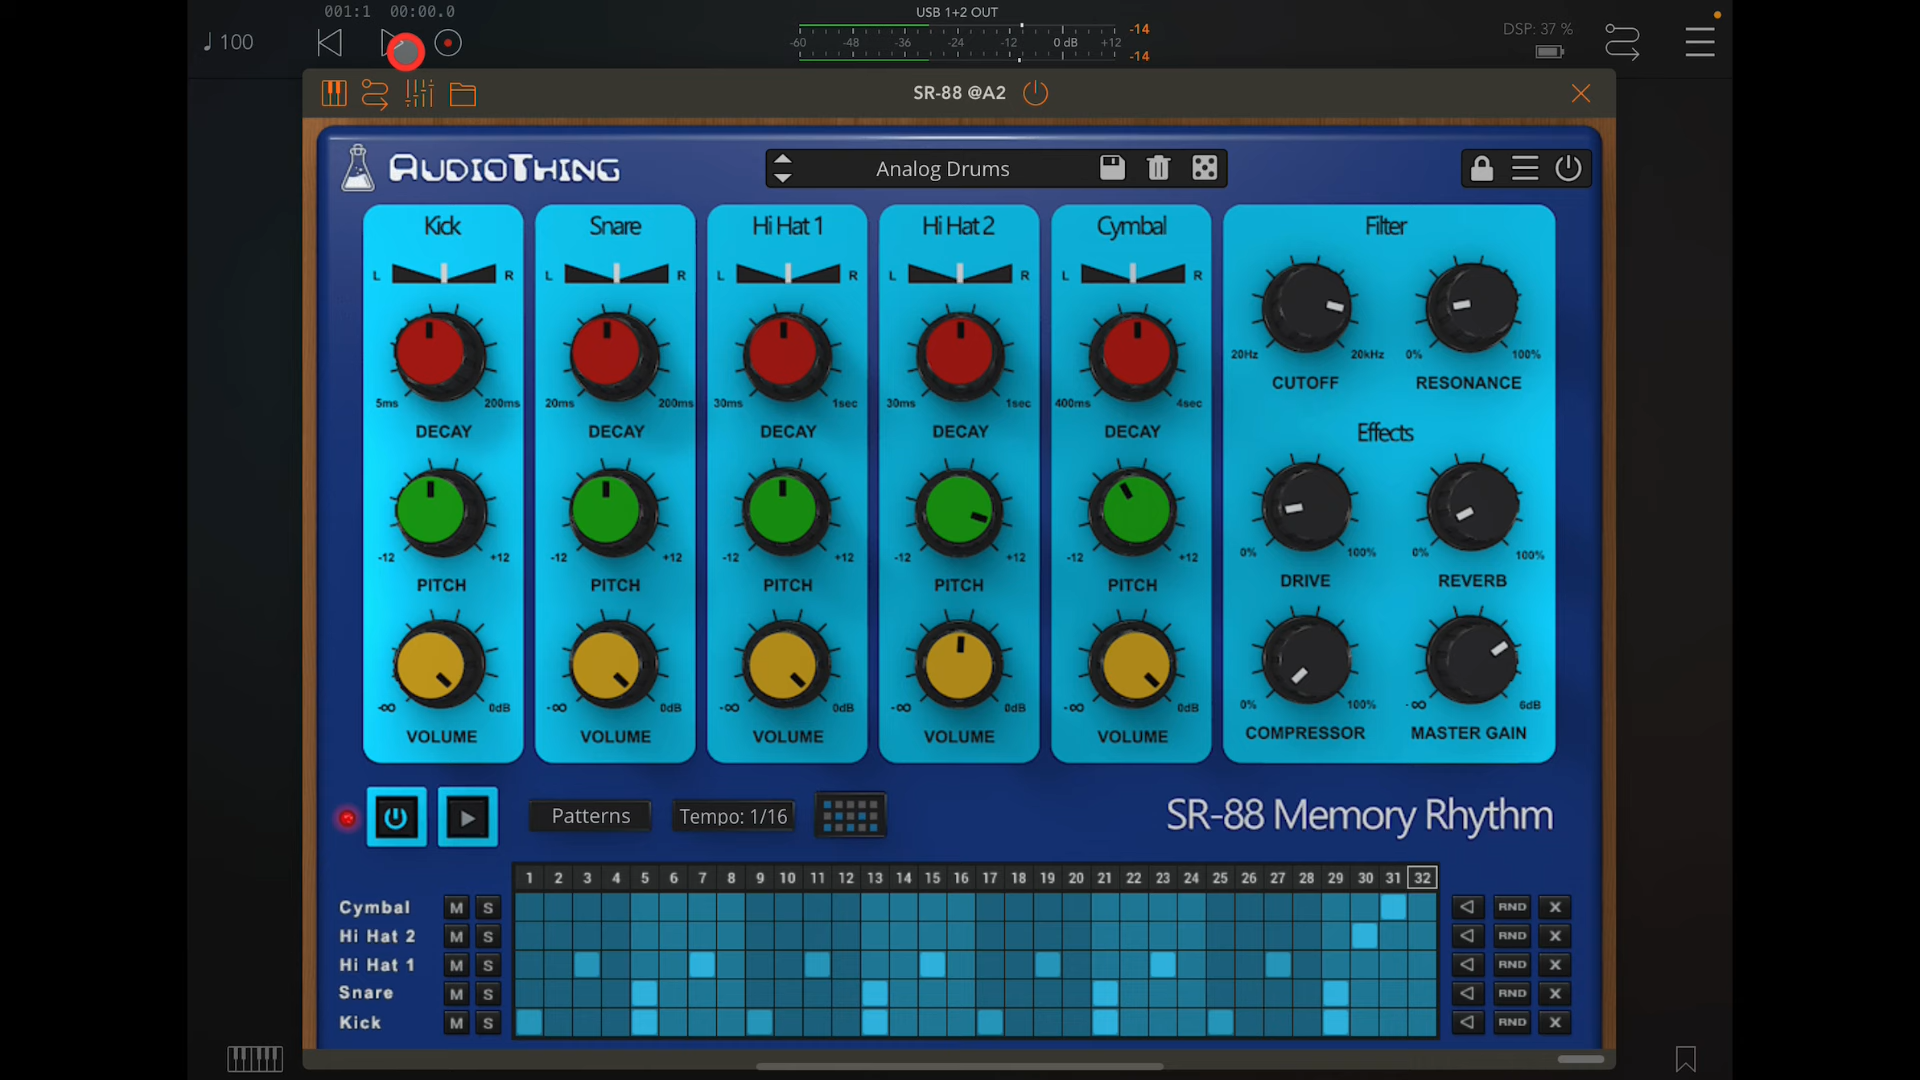 001:1 00:00.0
USB 1+2 OUT
♩ 100
-60 -48 -36 -24 -12 0 dB +12
-14
-14
DSP: 37 %
SR-88 @A2
AUDIOTHING
Analog Drums
Kick Snare Hi Hat 1 Hi Hat 2 Cymbal Filter
L R L R L R L R L R
5ms 200ms 20ms 200ms 30ms 1sec 30ms 1sec 400ms 4sec 20Hz 20kHz 0% 100%
CUTOFF RESONANCE
DECAY DECAY DECAY DECAY DECAY Effects
-12 +12 -12 +12 -12 +12 -12 +12 -12 +12 0% 100% 0% 100%
PITCH PITCH PITCH PITCH PITCH DRIVE REVERB
-∞ 0dB -∞ 0dB -∞ 0dB -∞ 0dB -∞ 0dB 0% 100% -∞ 6dB
VOLUME VOLUME VOLUME VOLUME VOLUME COMPRESSOR MASTER GAIN
Patterns Tempo: 1/16 SR-88 Memory Rhythm
1 2 3 4 5 6 7 8 9 10 11 12 13 14 15 16 17 18 19 20 21 22 23 24 25 26 27 28 29 30 31 32
Cymbal M S RND X
Hi Hat 2 M S RND X
Hi Hat 1 M S RND X
Snare M S RND X
Kick M S RND X